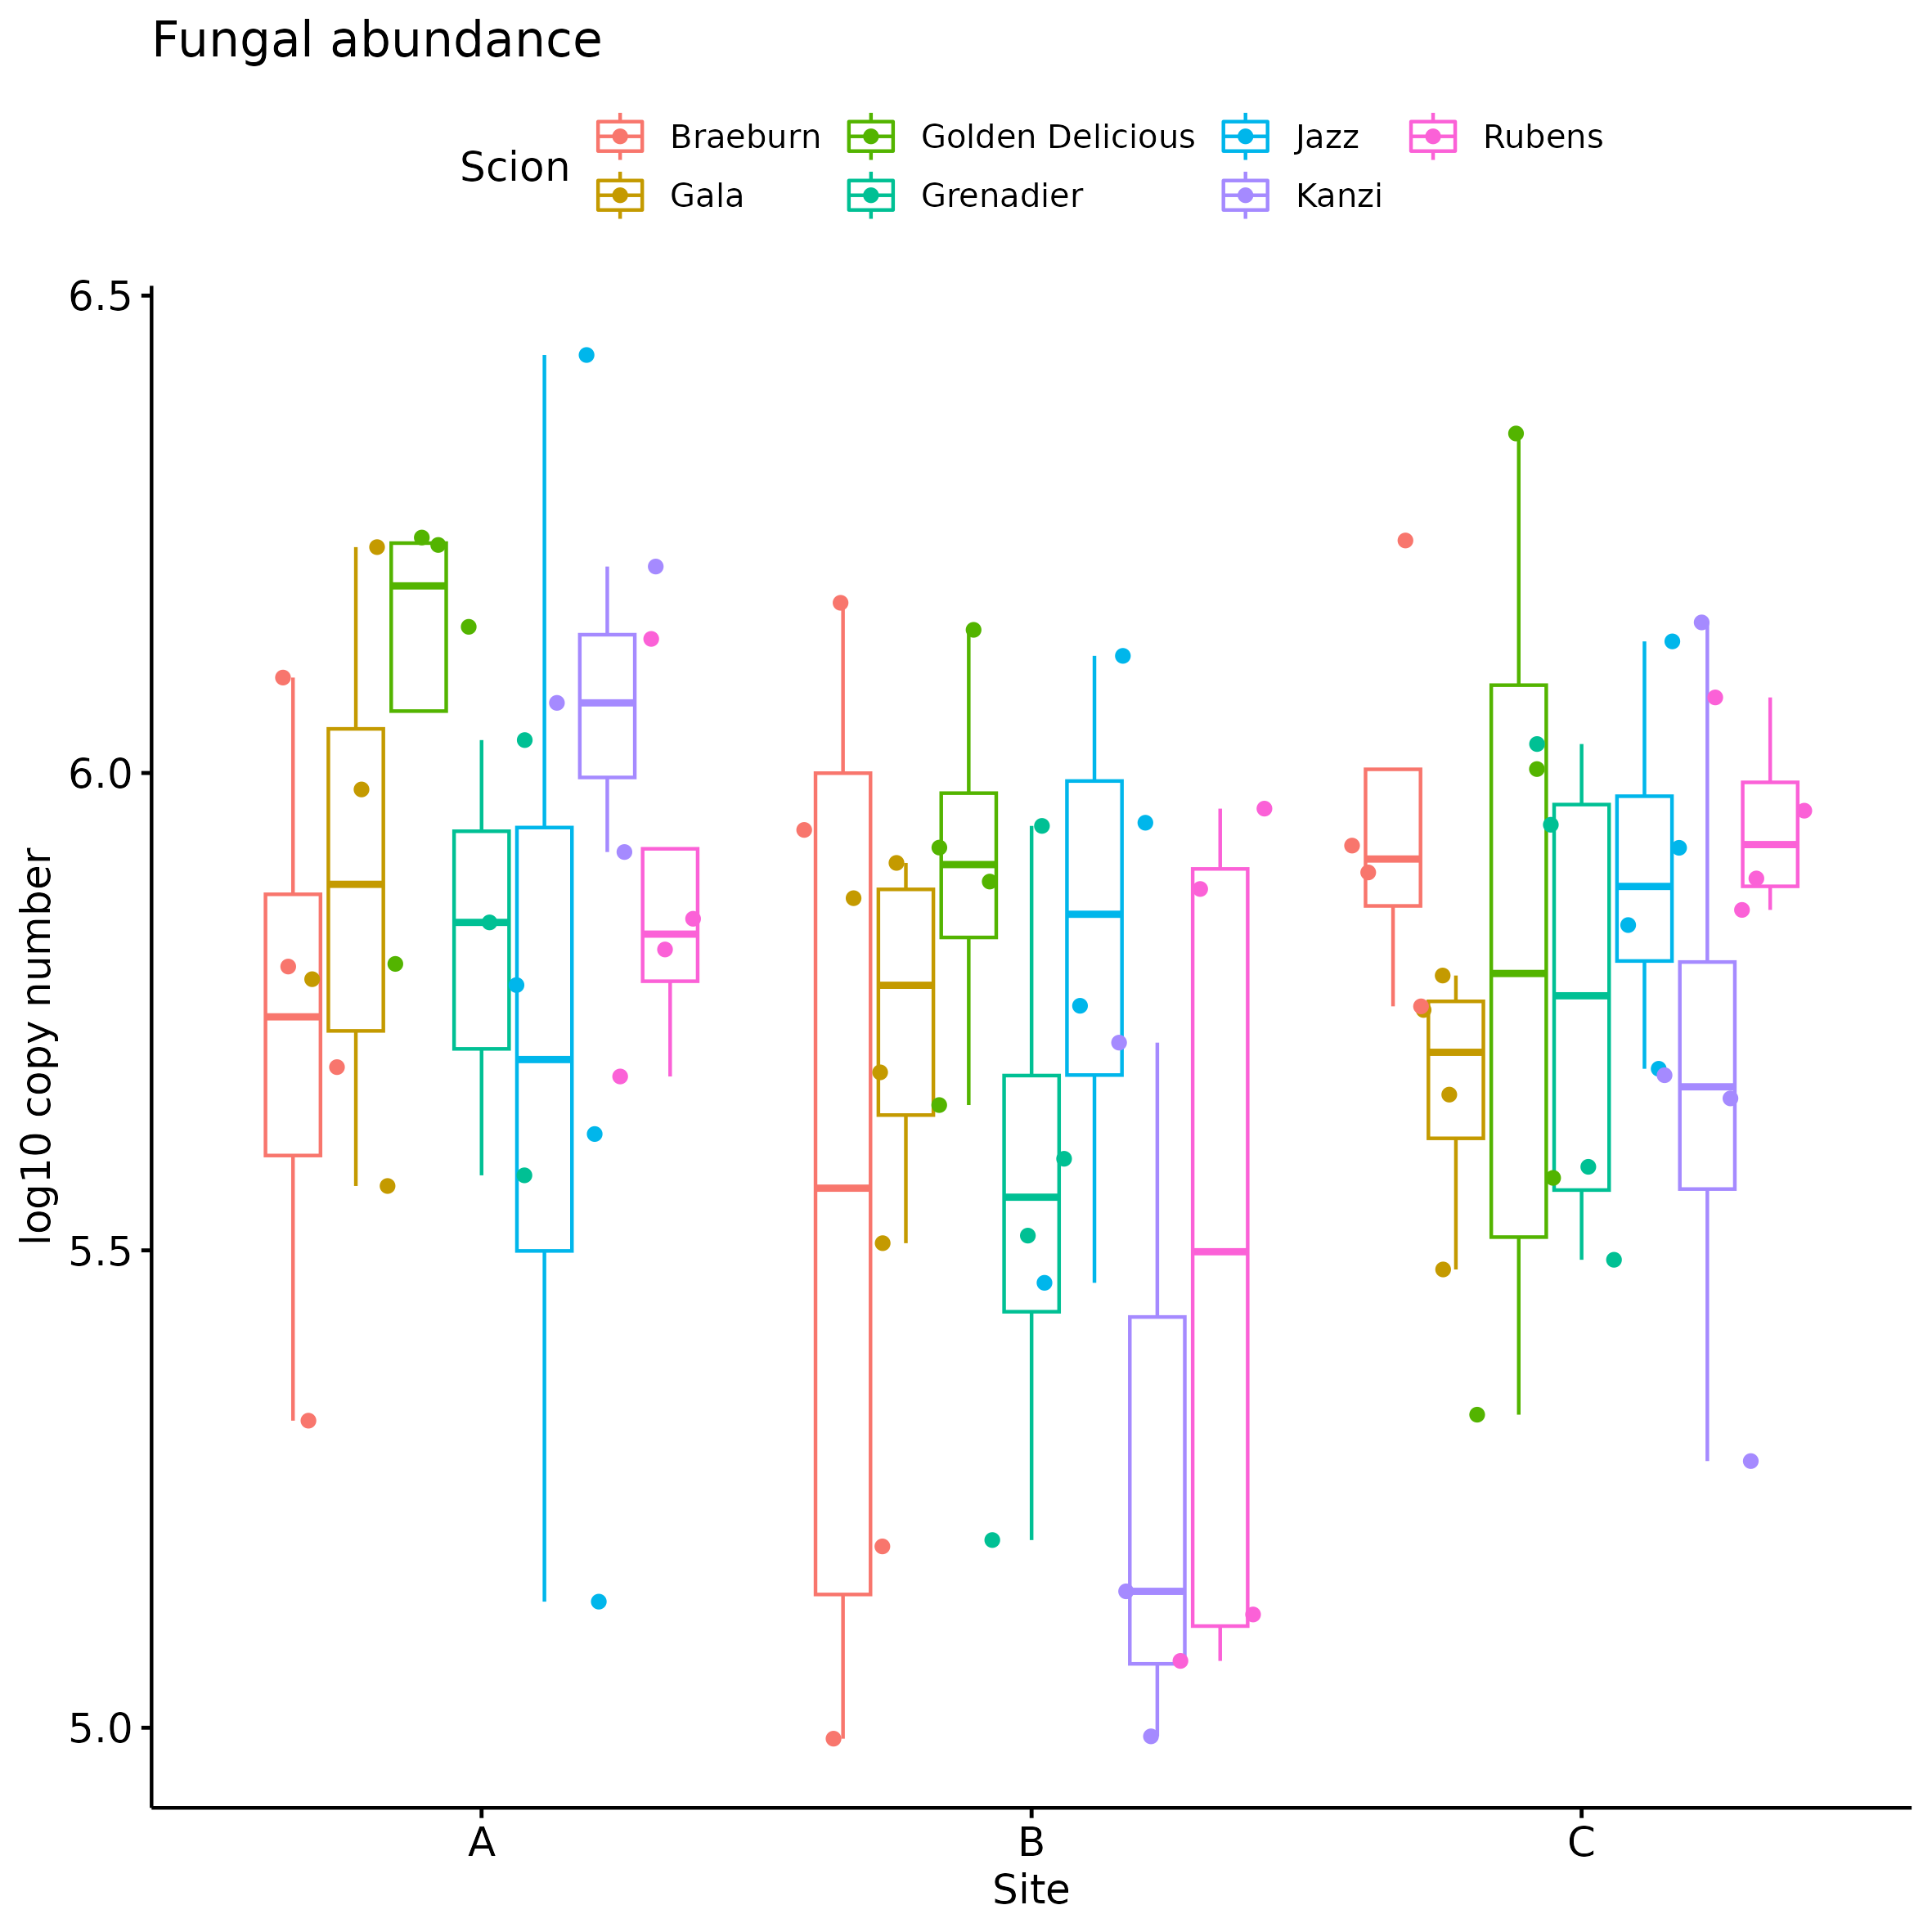 Fungal abundance
Scion
Braeburn
Golden Delicious
Jazz
Rubens
Gala
Grenadier
Kanzi
log10 copy number
6.5
6.0
5.5
5.0
A
B
C
Site